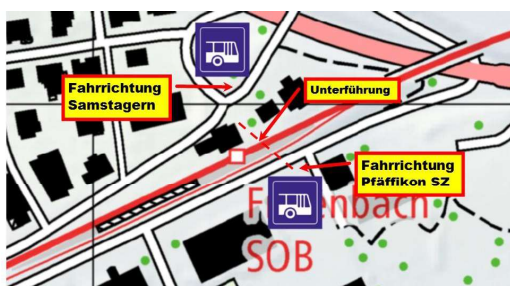 Fahrrichtung
Samstagern
Unterführung
Fahrrichtung
Pfäffikon SZ
SOB